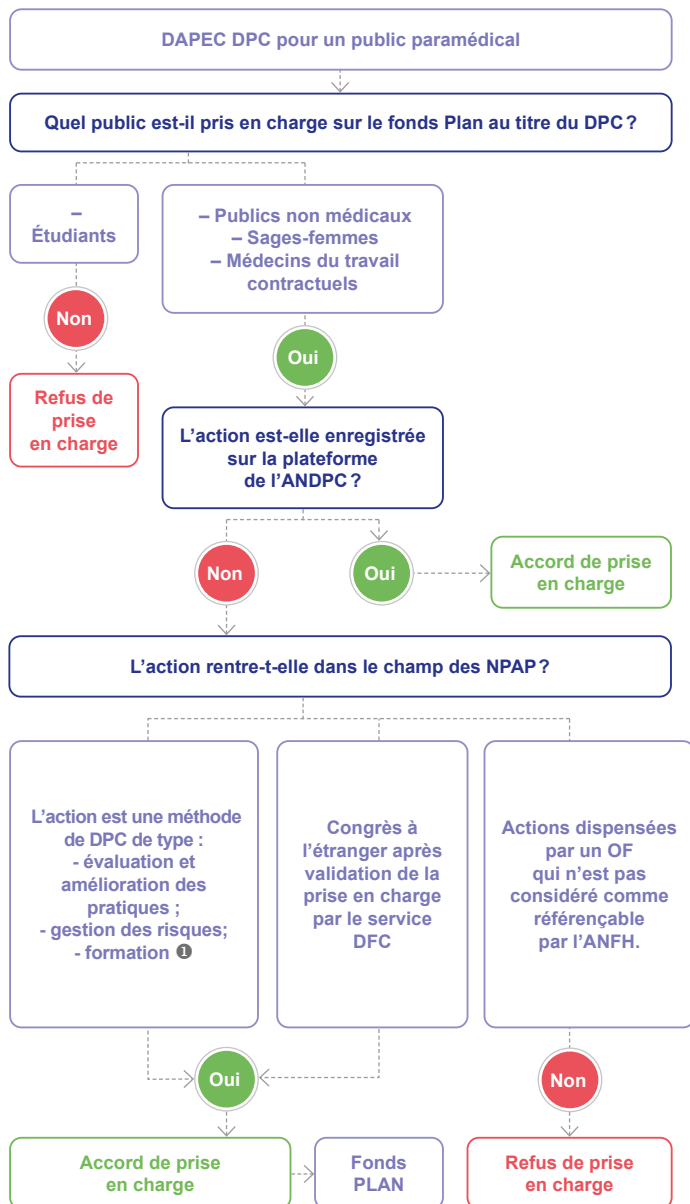 DAPEC DPC pour un public paramédical
Quel public est-il pris en charge sur le fonds Plan au titre du DPC ?
–
Étudiants
– Publics non médicaux
– Sages-femmes
– Médecins du travail
contractuels
Non
Oui
Refus de
prise
en charge
L’action est-elle enregistrée
sur la plateforme
de l’ANDPC ?
Non
Oui
Accord de prise
en charge
L’action rentre-t-elle dans le champ des NPAP ?
L’action est une méthode
de DPC de type :
- évaluation et
amélioration des
pratiques ;
- gestion des risques;
- formation ❶
Congrès à
l’étranger après
validation de la
prise en charge
par le service
DFC
Actions dispensées
par un OF
qui n’est pas
considéré comme
référençable
par l’ANFH.
Oui
Non
Accord de prise
en charge
Fonds
PLAN
Refus de prise
en charge